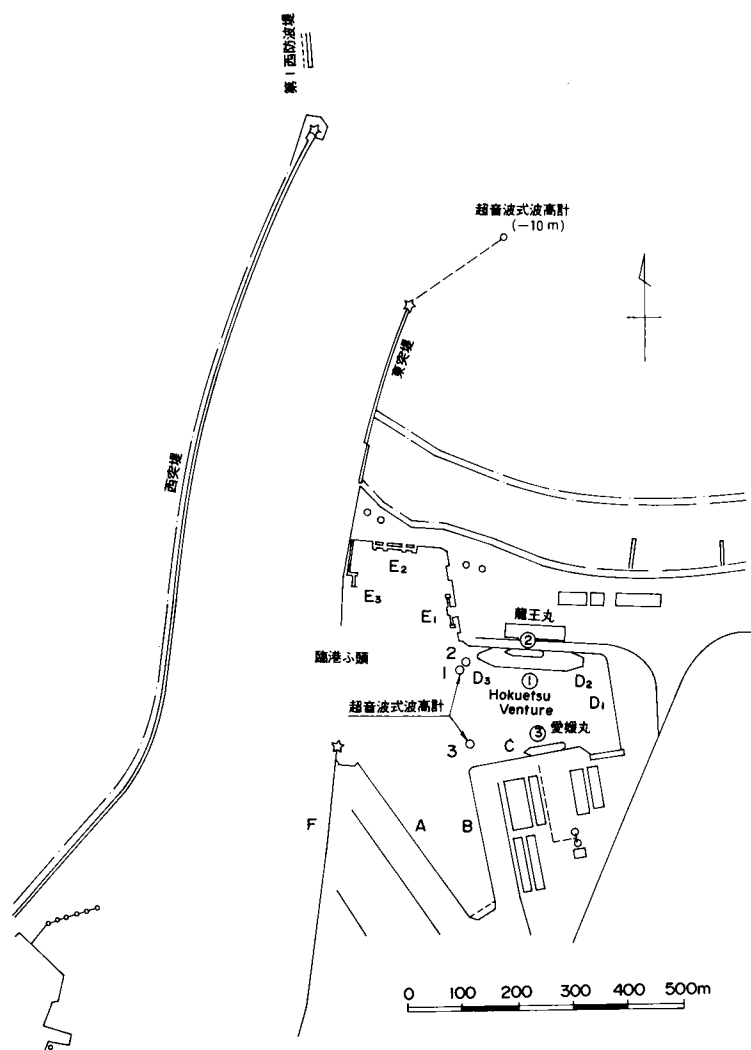 第1西防波堤
超音波式波高計
(−10 m)
東突堤
西突堤
E2
E3
E1
龍王丸
②
臨港ふ頭
2
1
D3
①
D2
Hokuetsu
Venture
D1
超音波式波高計
③
愛媛丸
3
C
F
A
B
0 100 200 300 400 500m